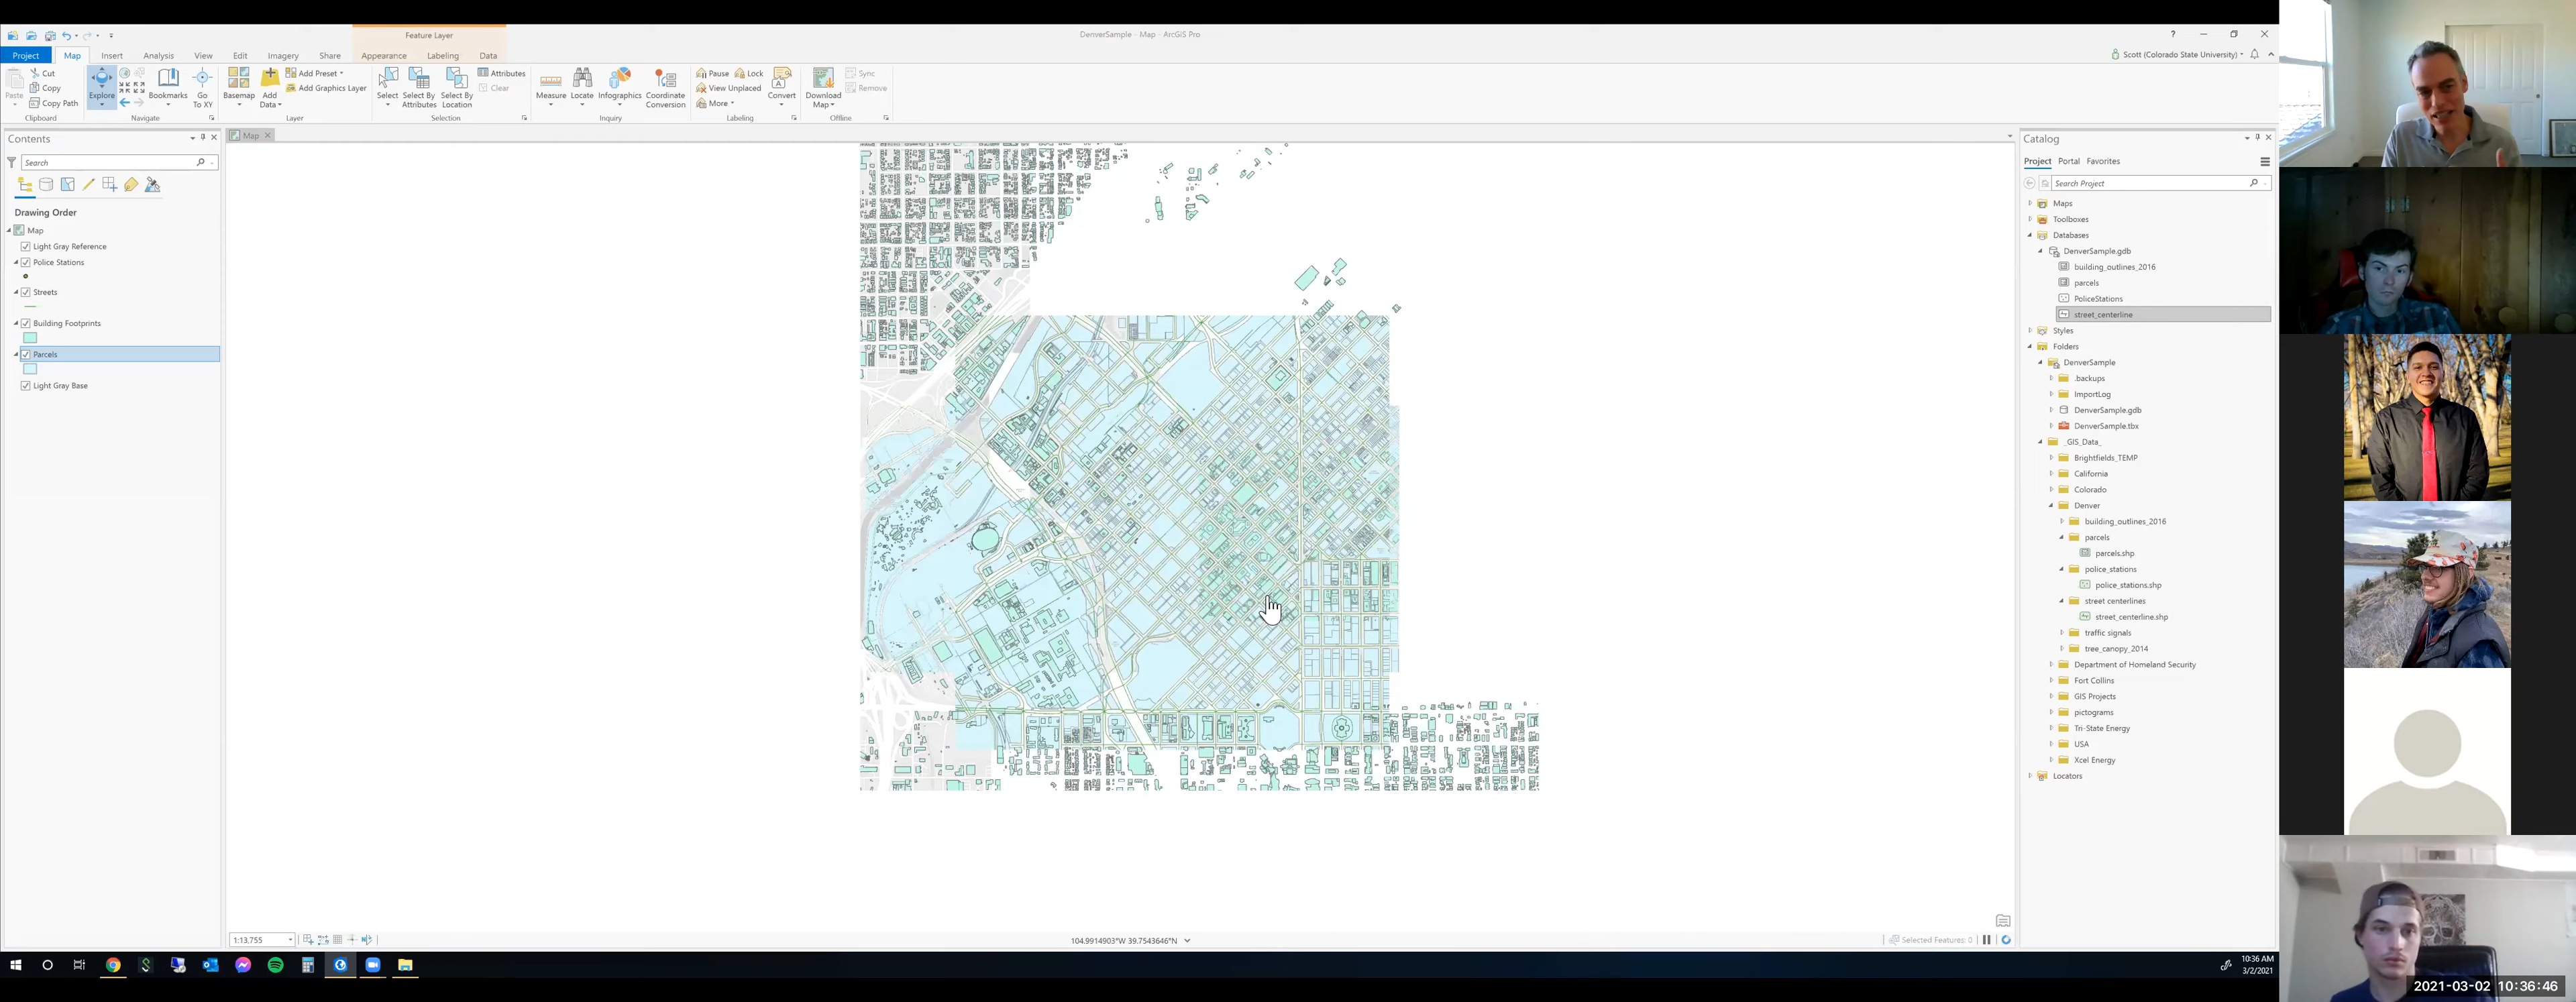 DenverSample - Map - ArcGIS Pro
Feature Layer
Project Map Insert Analysis View Edit Imagery Share Appearance Labeling Data
Scott (Colorado State University)
Paste
Cut
Copy
Copy Path
Clipboard
Explore
Bookmarks
Go To XY
Navigate
Basemap
Add Data
Add Preset
Add Graphics Layer
Layer
Select
Select By Attributes
Select By Location
Attributes
Clear
Selection
Measure
Locate
Infographics
Coordinate Conversion
Inquiry
Pause
Lock
View Unplaced
More
Convert
Labeling
Download Map
Sync
Remove
Offline
Contents
Search
Drawing Order
Map
Light Gray Reference
Police Stations
Streets
Building Footprints
Parcels
Light Gray Base
Map
1:13,755
104.9914903°W 39.7543646°N
Selected Features: 0
Catalog
Project Portal Favorites
Search Project
Maps
Toolboxes
Databases
DenverSample.gdb
building_outlines_2016
parcels
PoliceStations
street_centerline
Styles
Folders
DenverSample
.backups
ImportLog
DenverSample.gdb
DenverSample.tbx
_GIS_Data_
Brightfields_TEMP
California
Colorado
Denver
building_outlines_2016
parcels
parcels.shp
police_stations
police_stations.shp
street centerlines
street_centerline.shp
traffic signals
tree_canopy_2014
Department of Homeland Security
Fort Collins
GIS Projects
pictograms
Tri-State Energy
USA
Xcel Energy
Locators
10:36 AM
3/2/2021
2021-03-02 10:36:46